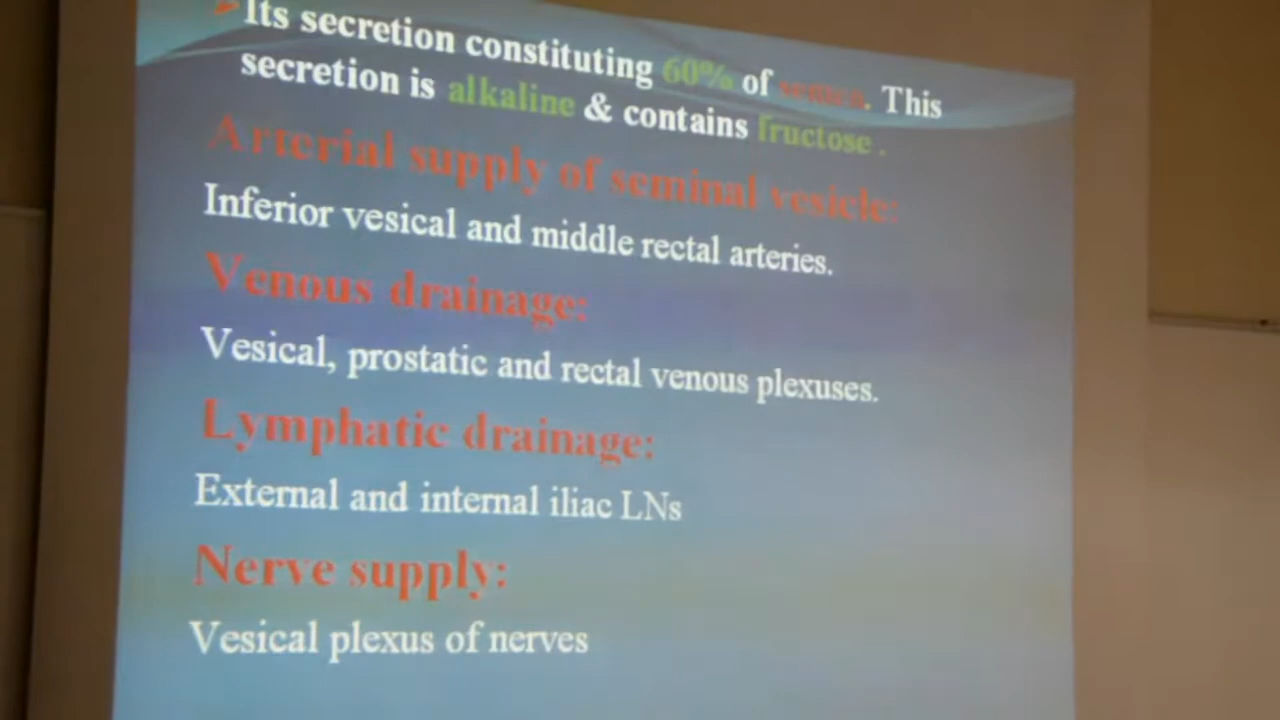 Its secretion constituting 60% of semen. This
secretion is alkaline & contains fructose .
Arterial supply of seminal vesicle:
Inferior vesical and middle rectal arteries.
Venous drainage:
Vesical, prostatic and rectal venous plexuses.
Lymphatic drainage:
External and internal iliac LNs
Nerve supply:
Vesical plexus of nerves